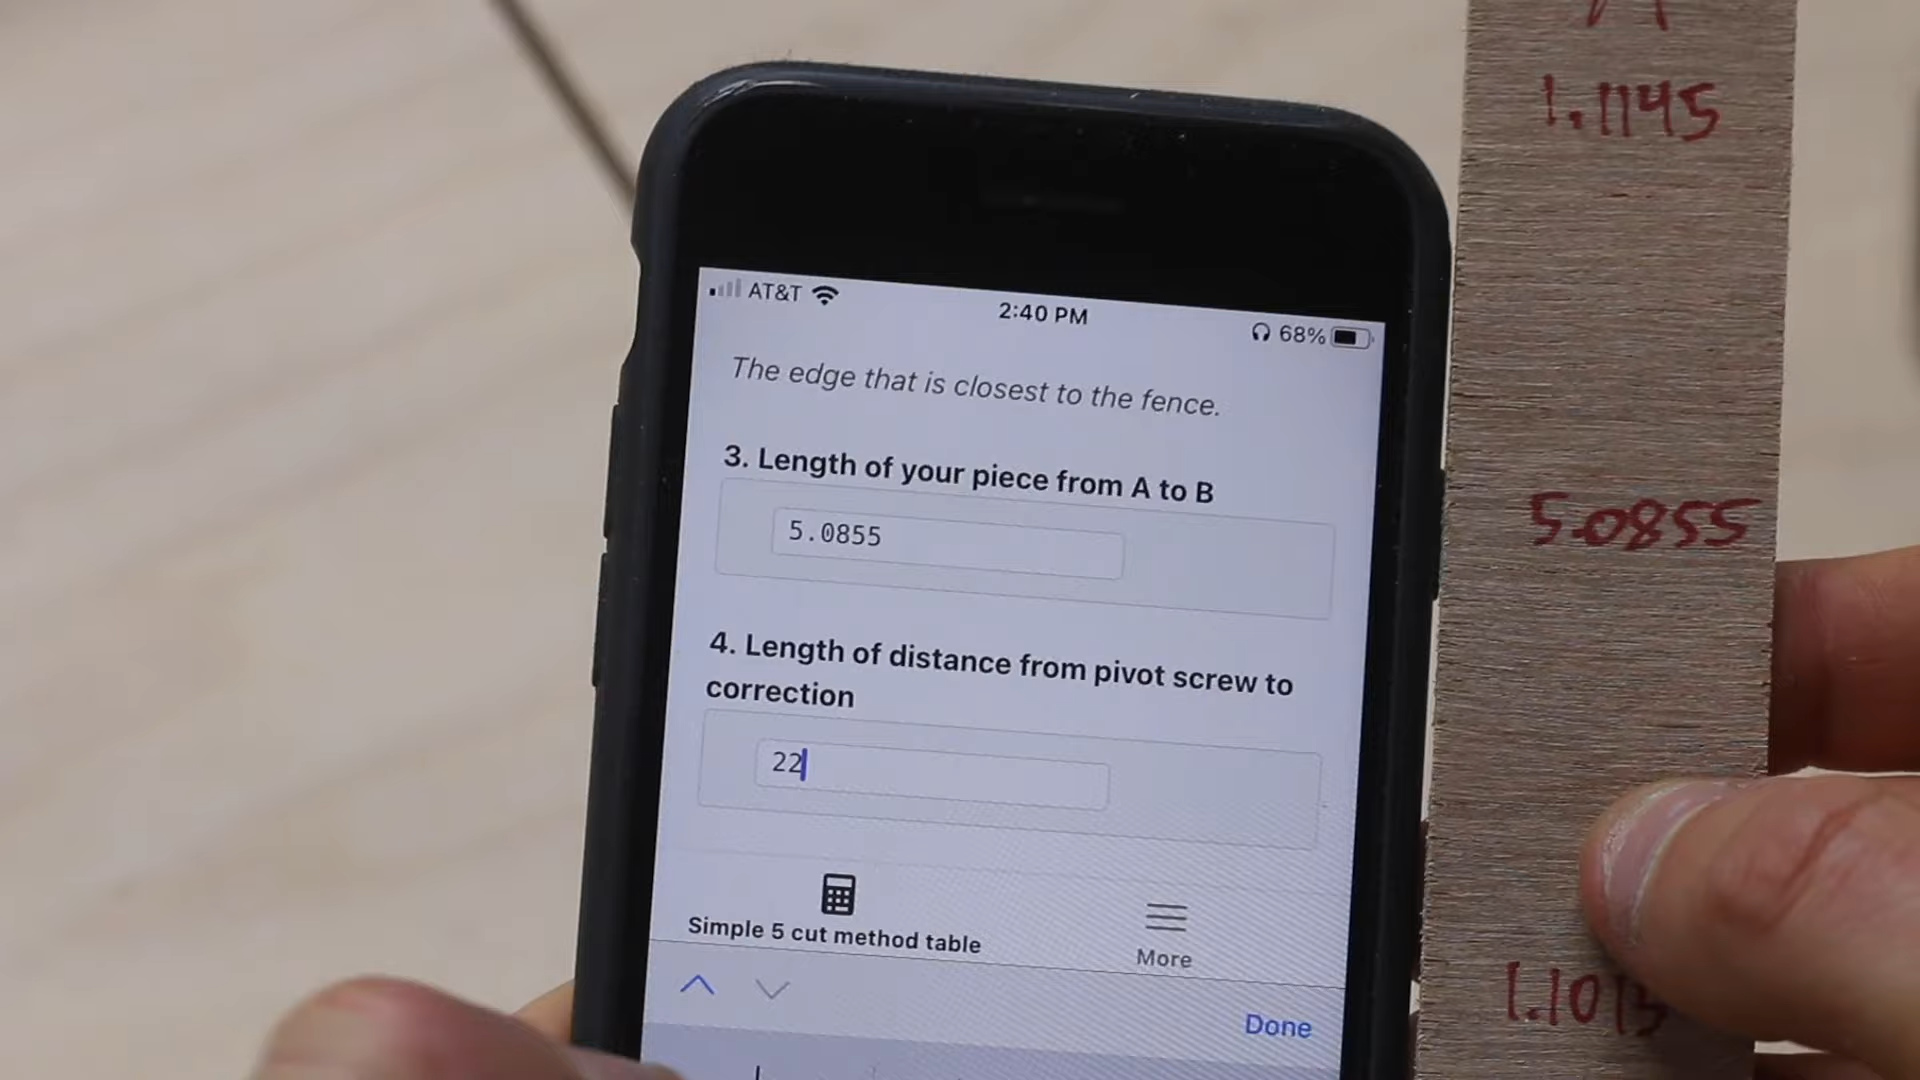 1.1145
AT&T
2:40 PM
68%
The edge that is closest to the fence.
3. Length of your piece from A to B
5.0855
5.0855
4. Length of distance from pivot screw to
correction
22
Simple 5 cut method table
More
Done